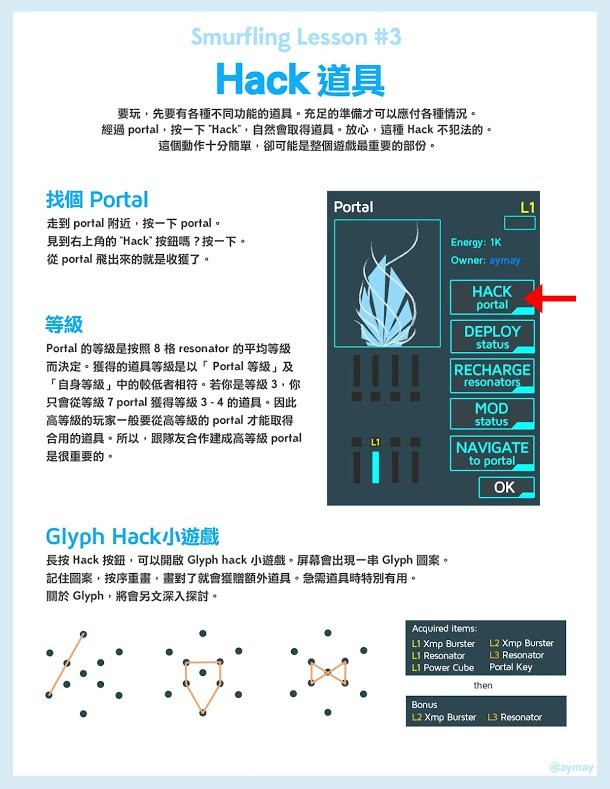 Smurfling Lesson #3
Hack 道具
要玩，先要有各種不同功能的道具。充足的準備才可以應付各種情況。
經過 portal，按一下 "Hack"，自然會取得道具。放心，這種 Hack 不犯法的。
這個動作十分簡單，卻可能是整個遊戲最重要的部份。
找個 Portal
走到 portal 附近，按一下 portal。
見到右上角的 "Hack" 按鈕嗎？按一下。
從 portal 飛出來的就是收獲了。
等級
Portal 的等級是按照 8 格 resonator 的平均等級
而決定。獲得的道具等級是以「 Portal 等級」及
「自身等級」中的較低者相符。若你是等級 3，你
只會從等級 7 portal 獲得等級 3 - 4 的道具。因此
高等級的玩家一般要從高等級的 portal 才能取得
合用的道具。所以，跟隊友合作建成高等級 portal
是很重要的。
Portal
L1
Energy: 1K
Owner: aymay
HACK
portal
DEPLOY
status
RECHARGE
resonators
MOD
status
NAVIGATE
to portal
OK
L1
Glyph Hack小遊戲
長按 Hack 按鈕，可以開啟 Glyph hack 小遊戲。屏幕會出現一串 Glyph 圖案。
記住圖案，按序重畫，畫對了就會獲贈額外道具。急需道具時特別有用。
關於 Glyph，將會另文深入探討。
Acquired items:
L1 Xmp Burster L2 Xmp Burster
L1 Resonator L3 Resonator
L1 Power Cube Portal Key
then
Bonus
L2 Xmp Burster L3 Resonator
@aymay